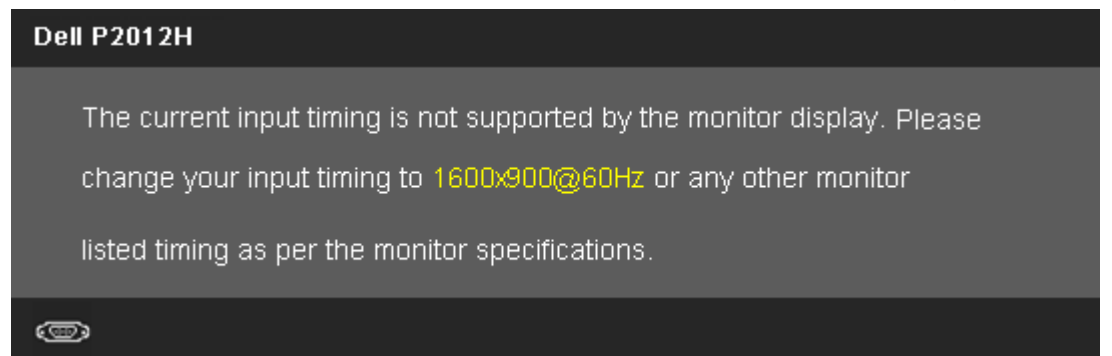 Dell P2012H
The current input timing is not supported by the monitor display. Please
change your input timing to 1600x900@60Hz or any other monitor
listed timing as per the monitor specifications.